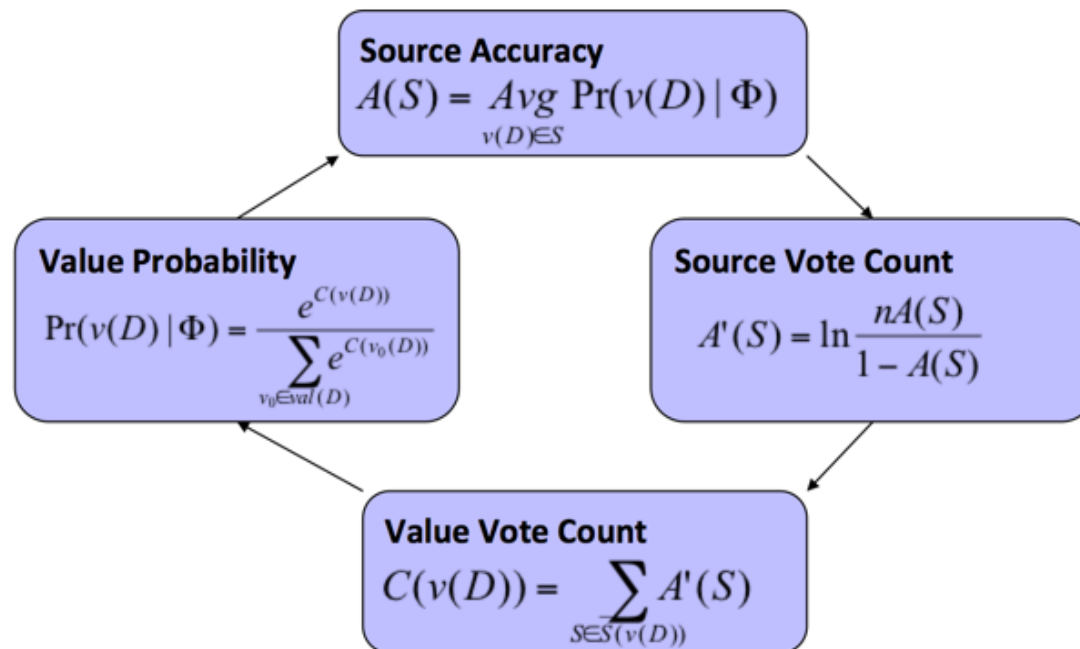 Source Accuracy
A(S) = Avg Pr(v(D) | Φ)
v(D)∈S
Value Probability
Pr(v(D) | Φ) = e^{C(v(D))} / ∑ e^{C(v₀(D))}
v₀∈val(D)
Source Vote Count
A'(S) = ln nA(S) / 1 − A(S)
Value Vote Count
C(v(D)) = ∑ A'(S)
S∈S̄(v(D))